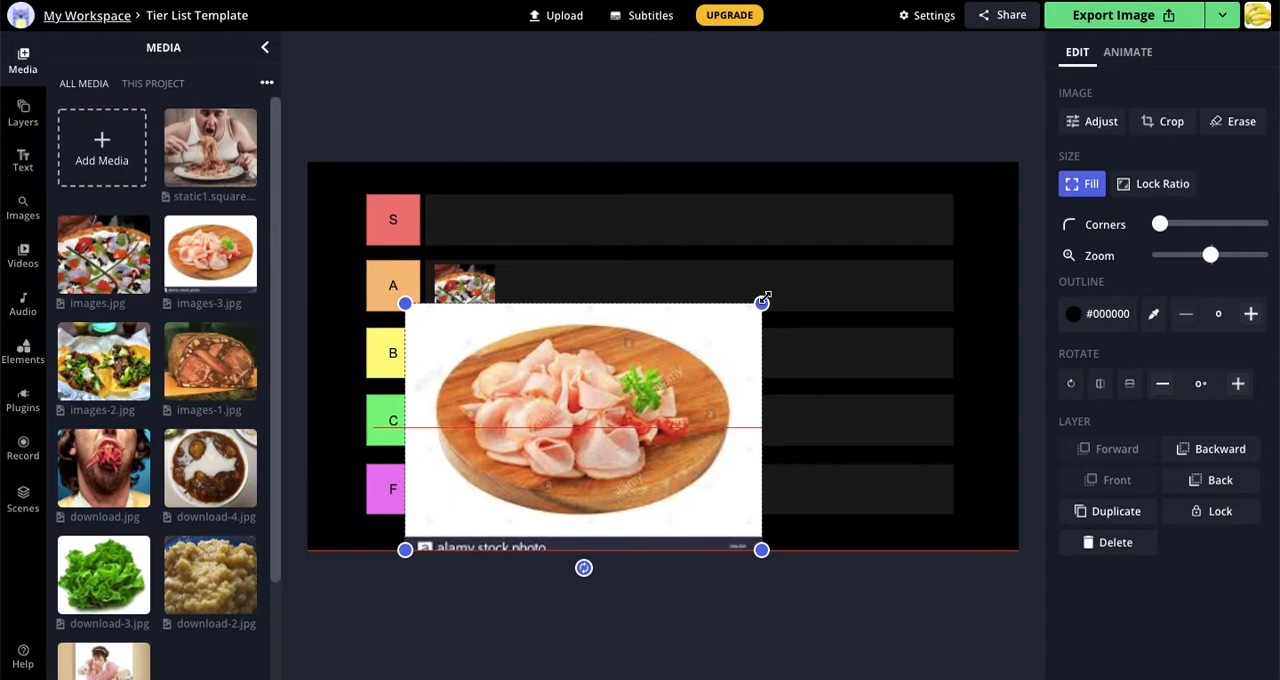 My Workspace > Tier List Template
Upload
Subtitles
UPGRADE
Settings
Share
Export Image
Media
Layers
Text
Images
Videos
Audio
Elements
Plugins
Record
Scenes
Help
MEDIA
ALL MEDIA
THIS PROJECT
Add Media
static1.square...
images.jpg
images-3.jpg
images-2.jpg
images-1.jpg
download.jpg
download-4.jpg
download-3.jpg
download-2.jpg
S
A
B
C
F
alamy stock photo
EDIT
ANIMATE
IMAGE
Adjust
Crop
Erase
SIZE
Fill
Lock Ratio
Corners
Zoom
OUTLINE
#000000
0
ROTATE
0°
LAYER
Forward
Backward
Front
Back
Duplicate
Lock
Delete